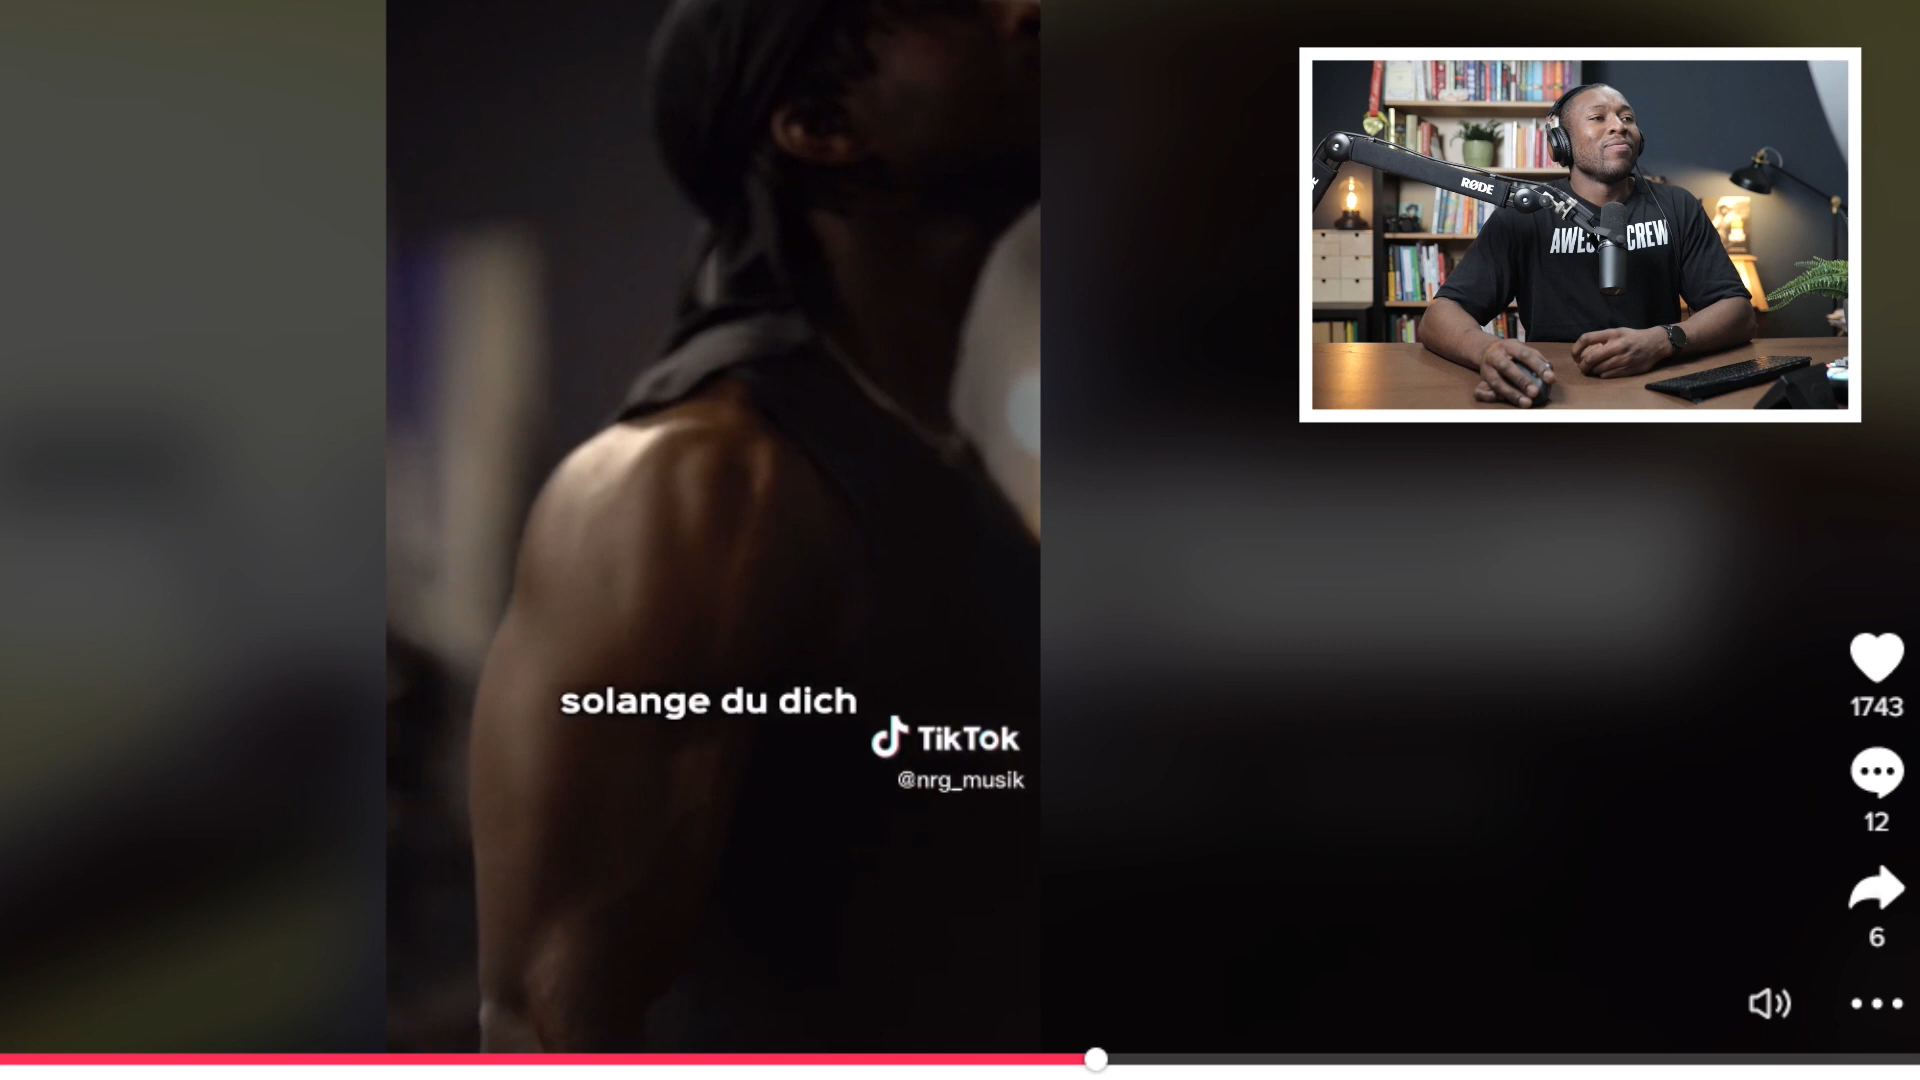 RØDE
AWES CREW
solange du dich
TikTok
@nrg_musik
1743
12
6